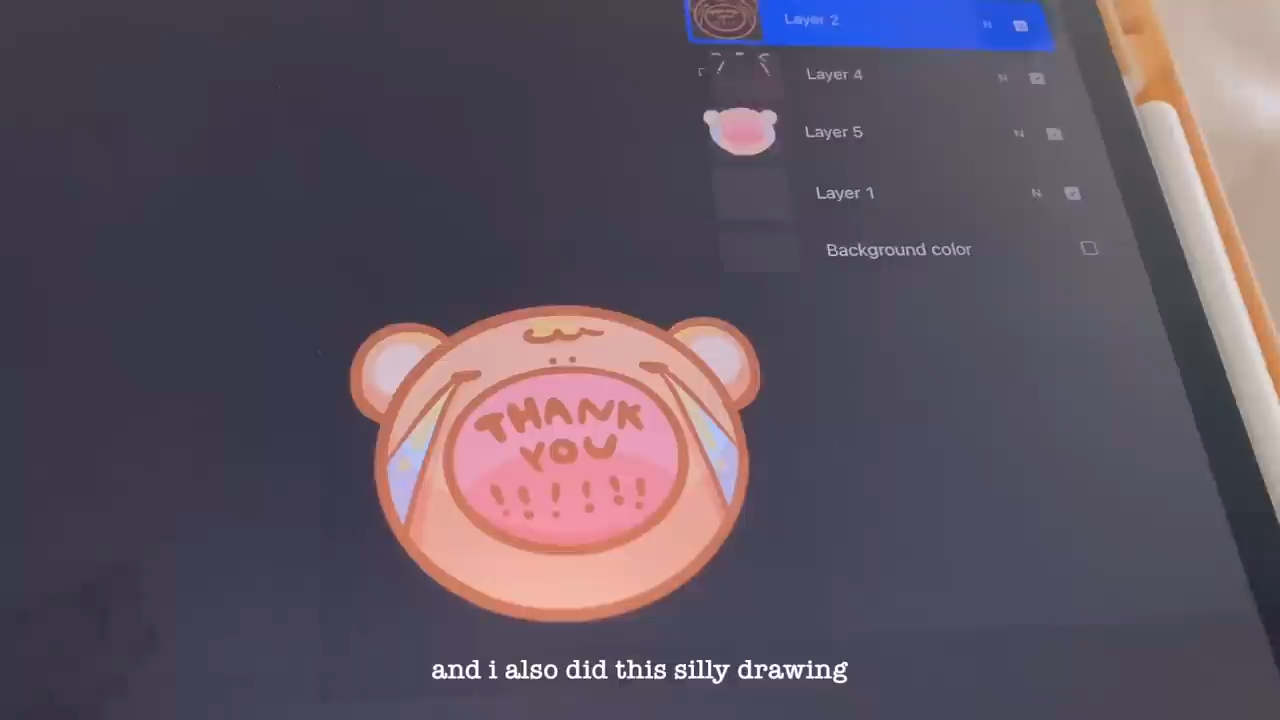 Layer 2
N
Layer 4
N
Layer 5
N
Layer 1
N
Background color
THANK
YOU
!!!!!!
and i also did this silly drawing